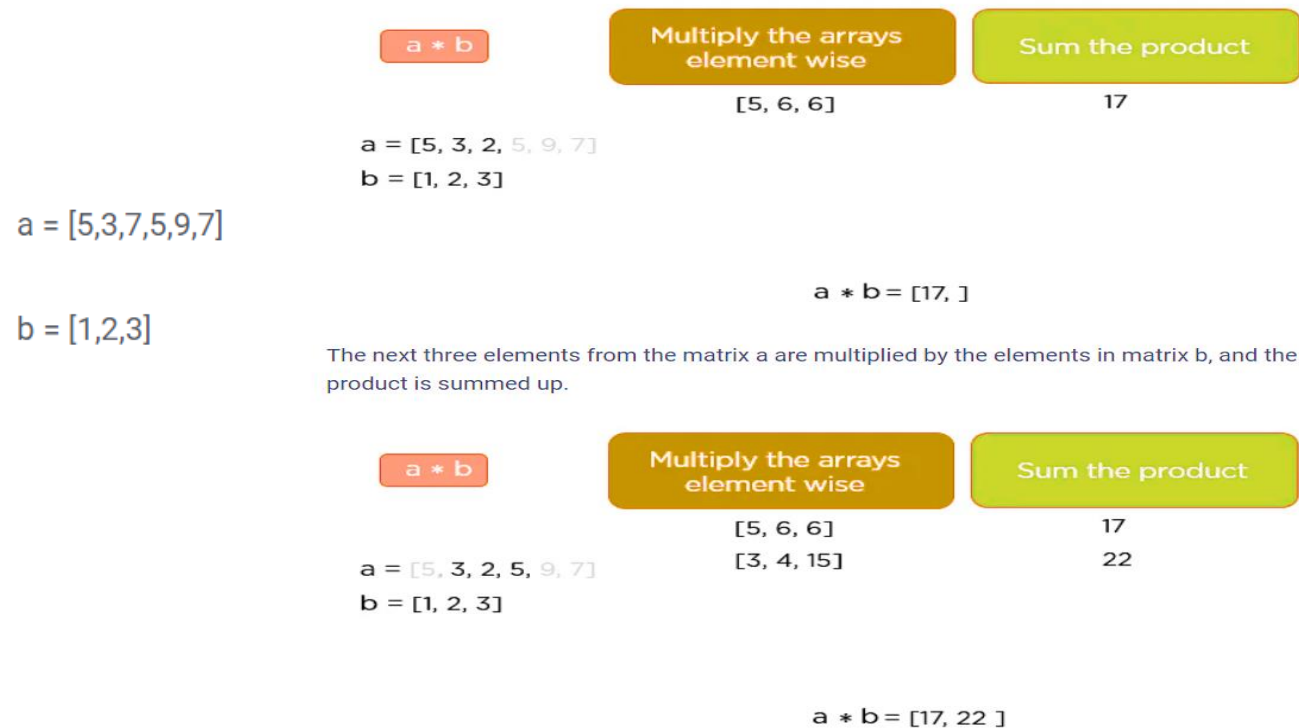 a * b
Multiply the arrays
element wise
Sum the product
[5, 6, 6]
17
a = [5, 3, 2, 5, 9, 7]
b = [1, 2, 3]
a = [5,3,7,5,9,7]
b = [1,2,3]
a * b = [17, ]
The next three elements from the matrix a are multiplied by the elements in matrix b, and the
product is summed up.
a * b
Multiply the arrays
element wise
Sum the product
[5, 6, 6]
17
[3, 4, 15]
22
a = [5, 3, 2, 5, 9, 7]
b = [1, 2, 3]
a * b = [17, 22 ]